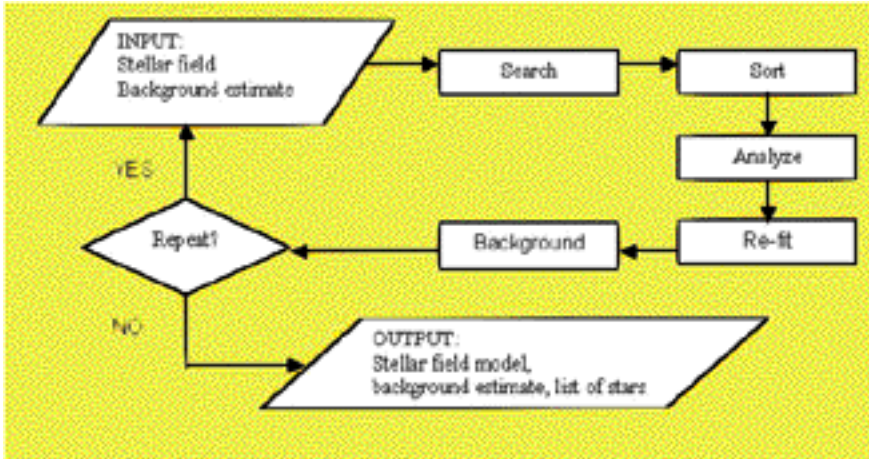 INPUT:
Stellar field
Background estimate
Search
Sort
Analyze
Re-fit
Background
Repeat?
YES
NO
OUTPUT:
Stellar field model,
background estimate, list of stars